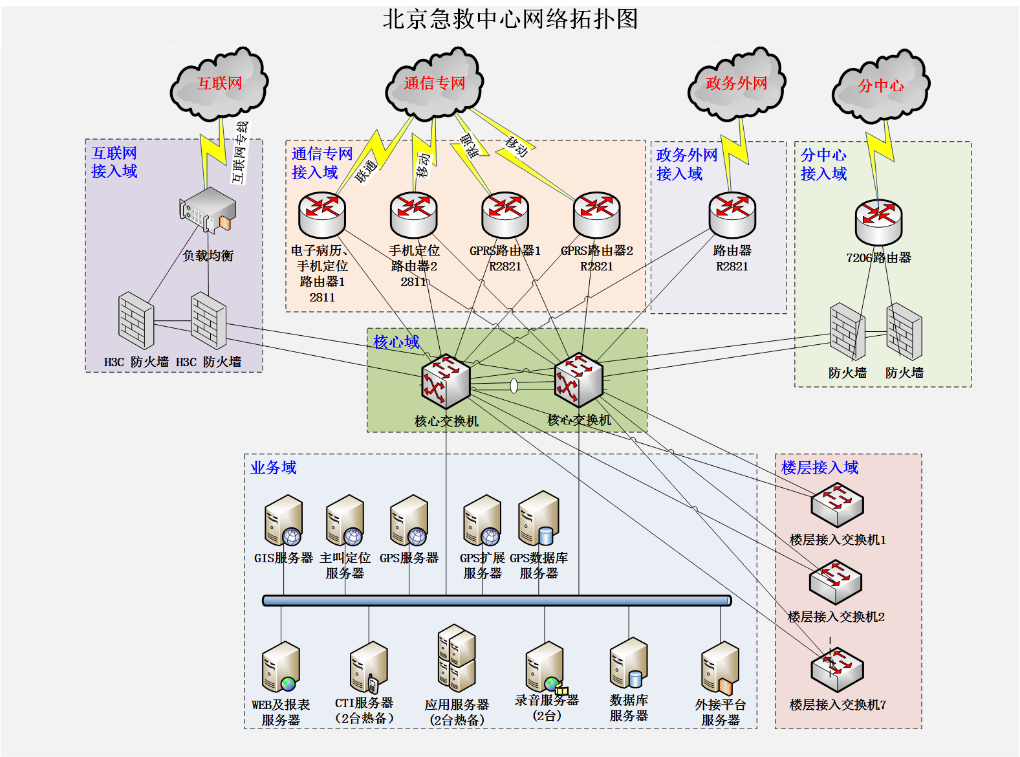 北京急救中心网络拓扑图
互联网
通信专网
政务外网
分中心
互联网
接入域
互联网专线
通信专网
接入域
联通
移动
联通
移动
政务外网
接入域
分中心
接入域
负载均衡
电子病历、
手机定位
路由器1
2811
手机定位
路由器2
2811
GPRS路由器1
R2821
GPRS路由器2
R2821
路由器
R2821
7206路由器
H3C 防火墙
H3C 防火墙
防火墙
防火墙
核心域
核心交换机
核心交换机
业务域
GIS服务器
主叫定位
服务器
GPS服务器
GPS扩展
服务器
GPS数据库
服务器
WEB及报表
服务器
CTI服务器
(2台热备)
应用服务器
(2台热备)
录音服务器
(2台)
数据库
服务器
外接平台
服务器
楼层接入域
楼层接入交换机1
楼层接入交换机2
楼层接入交换机7